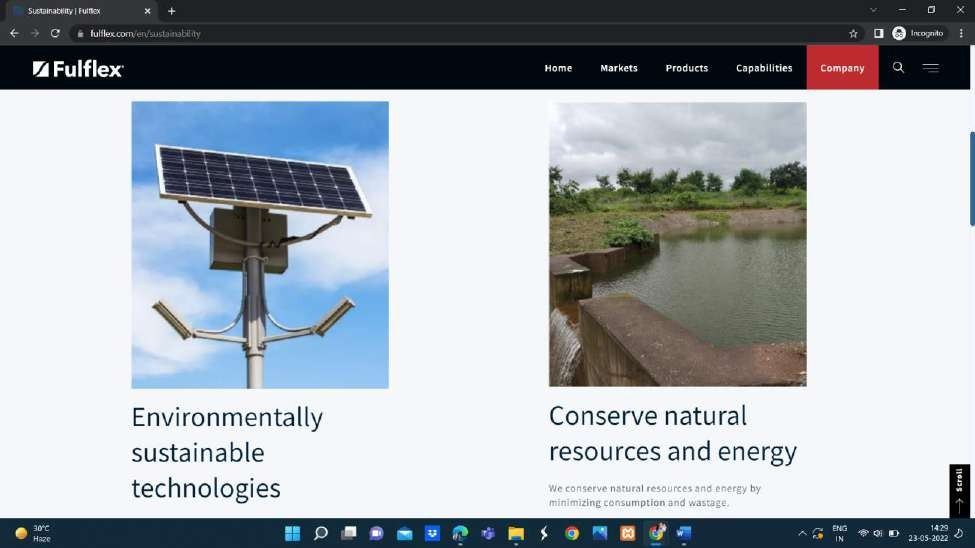 Sustainability | Fulflex
fulflex.com/en/sustainability
Incognito
Fulflex
Home
Markets
Products
Capabilities
Company
Environmentally
sustainable
technologies
Conserve natural
resources and energy
We conserve natural resources and energy by
minimizing consumption and wastage.
Scroll
30°C
Haze
ENG
IN
14:29
23-05-2022